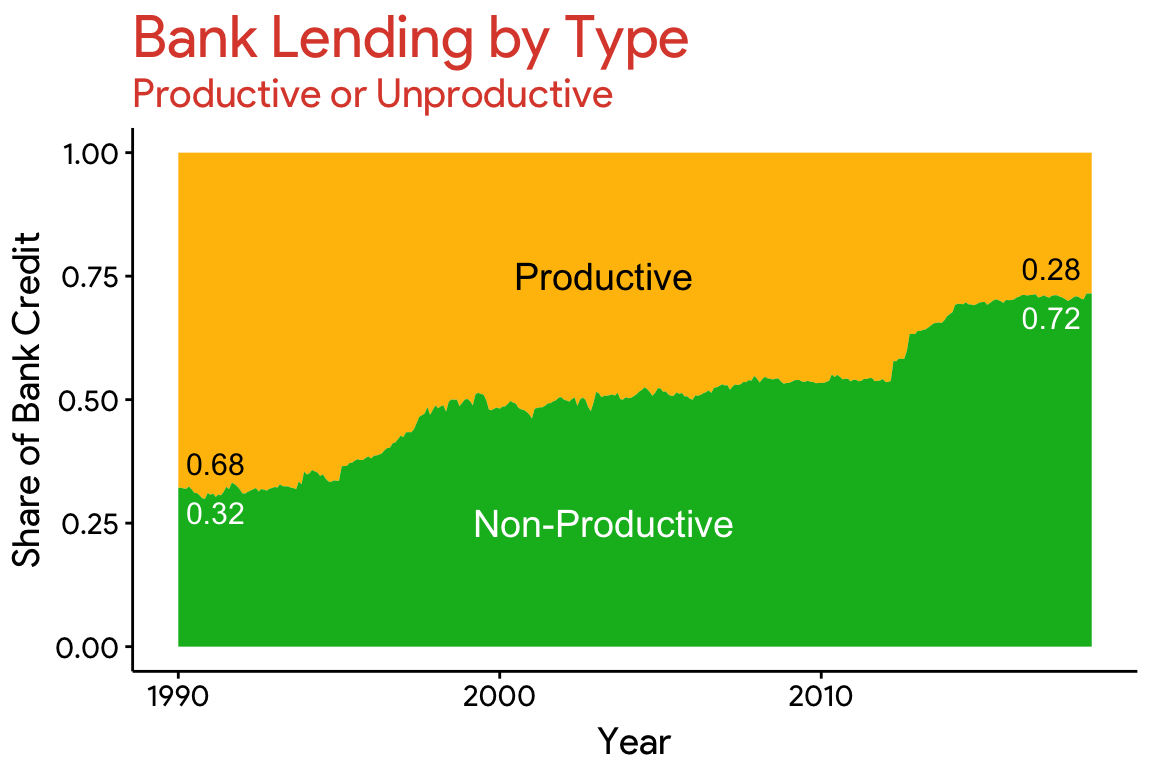 Bank Lending by Type
Productive or Unproductive
Share of Bank Credit
1.00
0.75
0.50
0.25
0.00
Productive
0.28
0.72
0.68
0.32
Non-Productive
1990
2000
2010
Year